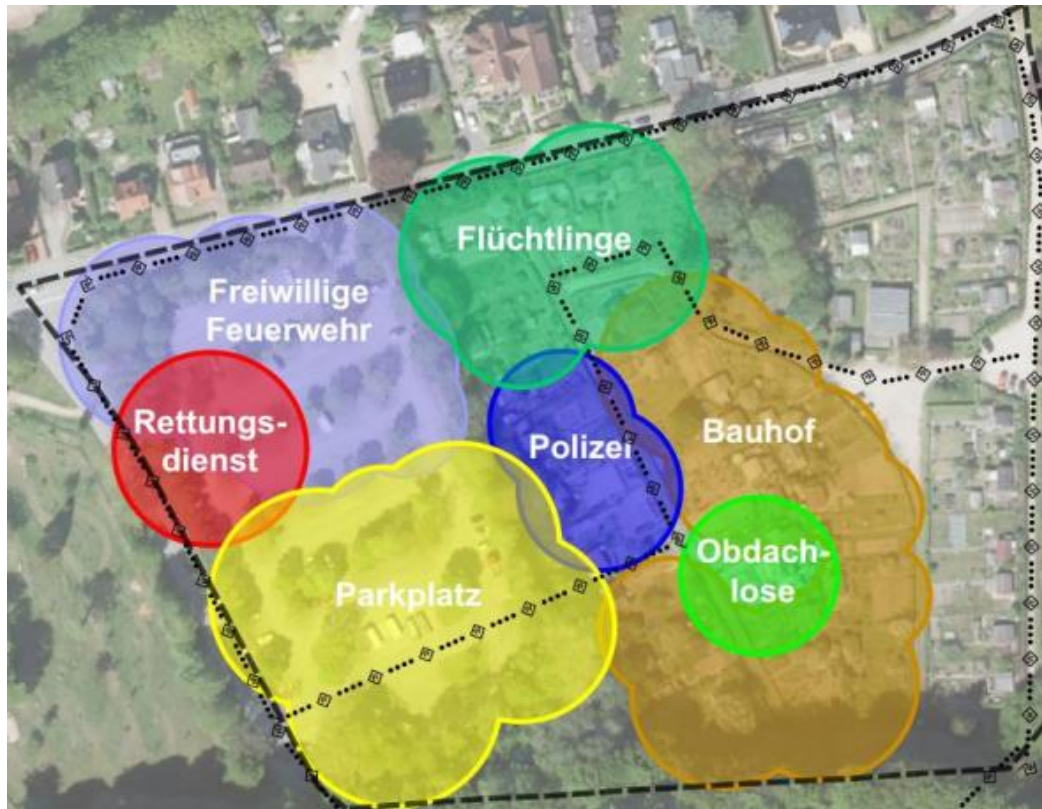 Flüchtlinge
Freiwillige
Feuerwehr
Rettungs-
dienst
Polizei
Bauhof
Obdach-
lose
Parkplatz